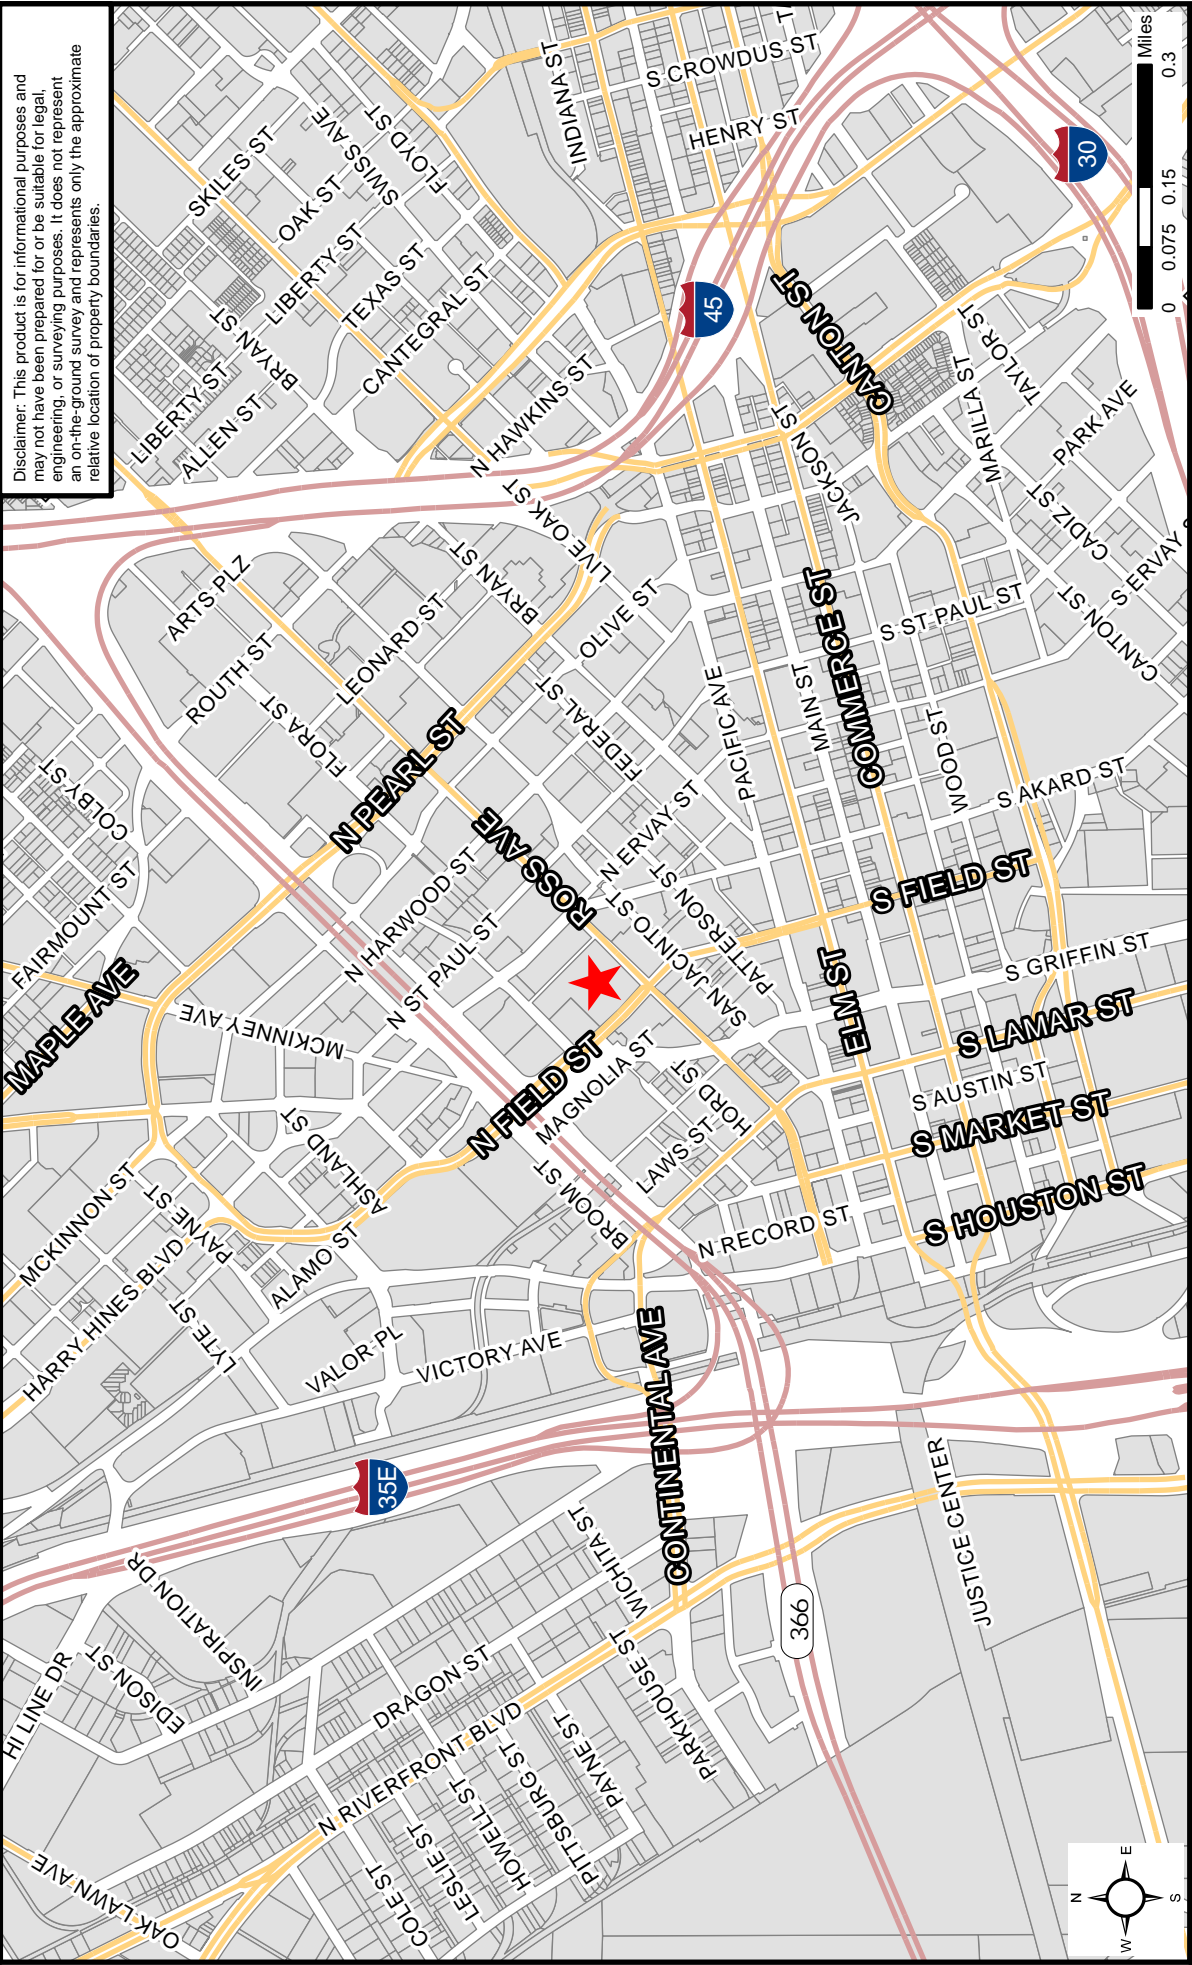 Disclaimer: This product is for informational purposes and
may not have been prepared for or be suitable for legal,
engineering, or surveying purposes. It does not represent
an on-the-ground survey and represents only the approximate
relative location of property boundaries.
SKILES ST
OAK ST
SWISS AVE
FLOYD ST
LIBERTY ST
TEXAS ST
CANTEGRAL ST
BRYAN ST
LIBERTY ST
ALLEN ST
N HAWKINS ST
INDIANA ST
S CROWDUS ST
HENRY ST
45
30
0 0.075 0.15 0.3
Miles
CANTON ST
TAYLOR ST
MARILLA ST
PARK AVE
CADIZ ST
JACKSON ST
S ERVAY
CANTON ST
S ST PAUL ST
LIVE OAK ST
BRYAN ST
ARTS PLZ
ROUTH ST
LEONARD ST
FLORA ST
OLIVE ST
FEDERAL ST
N PEARL ST
PACIFIC AVE
MAIN ST
COMMERCE ST
WOOD ST
S AKARD ST
COLBY ST
FAIRMOUNT ST
MAPLE AVE
MCKINNEY AVE
N HARWOOD ST
N ST PAUL ST
ROSS AVE
N ERVAY ST
SAN JACINTO ST
PATTERSON ST
S FIELD ST
ELM ST
S GRIFFIN ST
S LAMAR ST
S AUSTIN ST
S MARKET ST
S HOUSTON ST
N FIELD ST
MAGNOLIA ST
HORD ST
LAWS ST
BROOM ST
N RECORD ST
ASHLAND ST
MCKINNON ST
PAYNE ST
HARRY HINES BLVD
ALAMO ST
LYTE ST
VALOR PL
VICTORY AVE
CONTINENTAL AVE
35E
366
JUSTICE CENTER
WICHITA ST
PARKHOUSE ST
INSPIRATION DR
HI LINE DR
EDISON ST
DRAGON ST
N RIVERFRONT BLVD
PAYNE ST
PITTSBURG ST
HOWELL ST
LESLIE ST
COLE ST
OAK LAWN AVE
N
W E
S